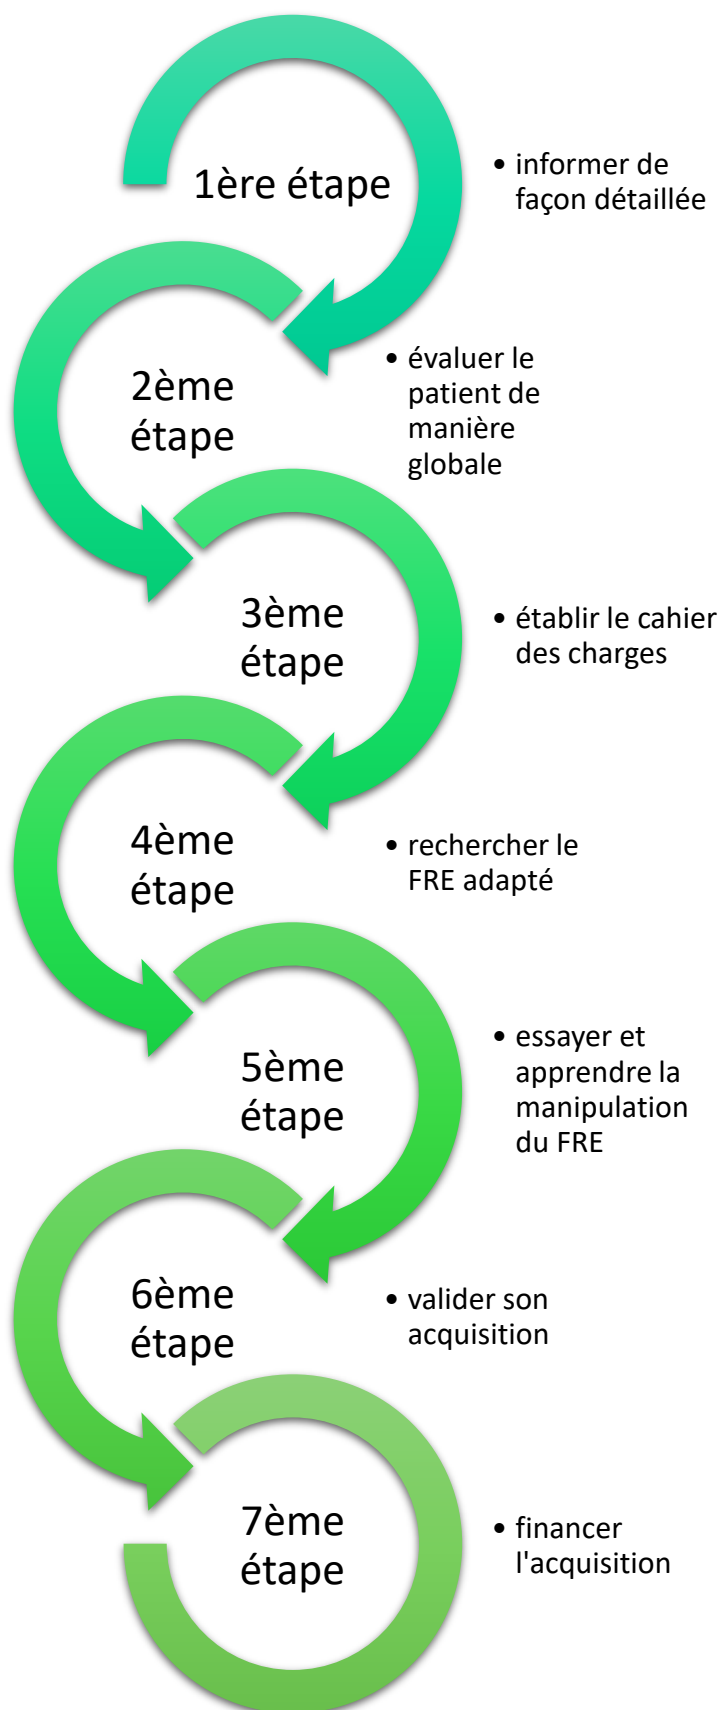 1ère étape
• informer de
façon détaillée
2ème
étape
• évaluer le
patient de
manière
globale
3ème
étape
• établir le cahier
des charges
4ème
étape
• rechercher le
FRE adapté
5ème
étape
• essayer et
apprendre la
manipulation
du FRE
6ème
étape
• valider son
acquisition
7ème
étape
• financer
l'acquisition